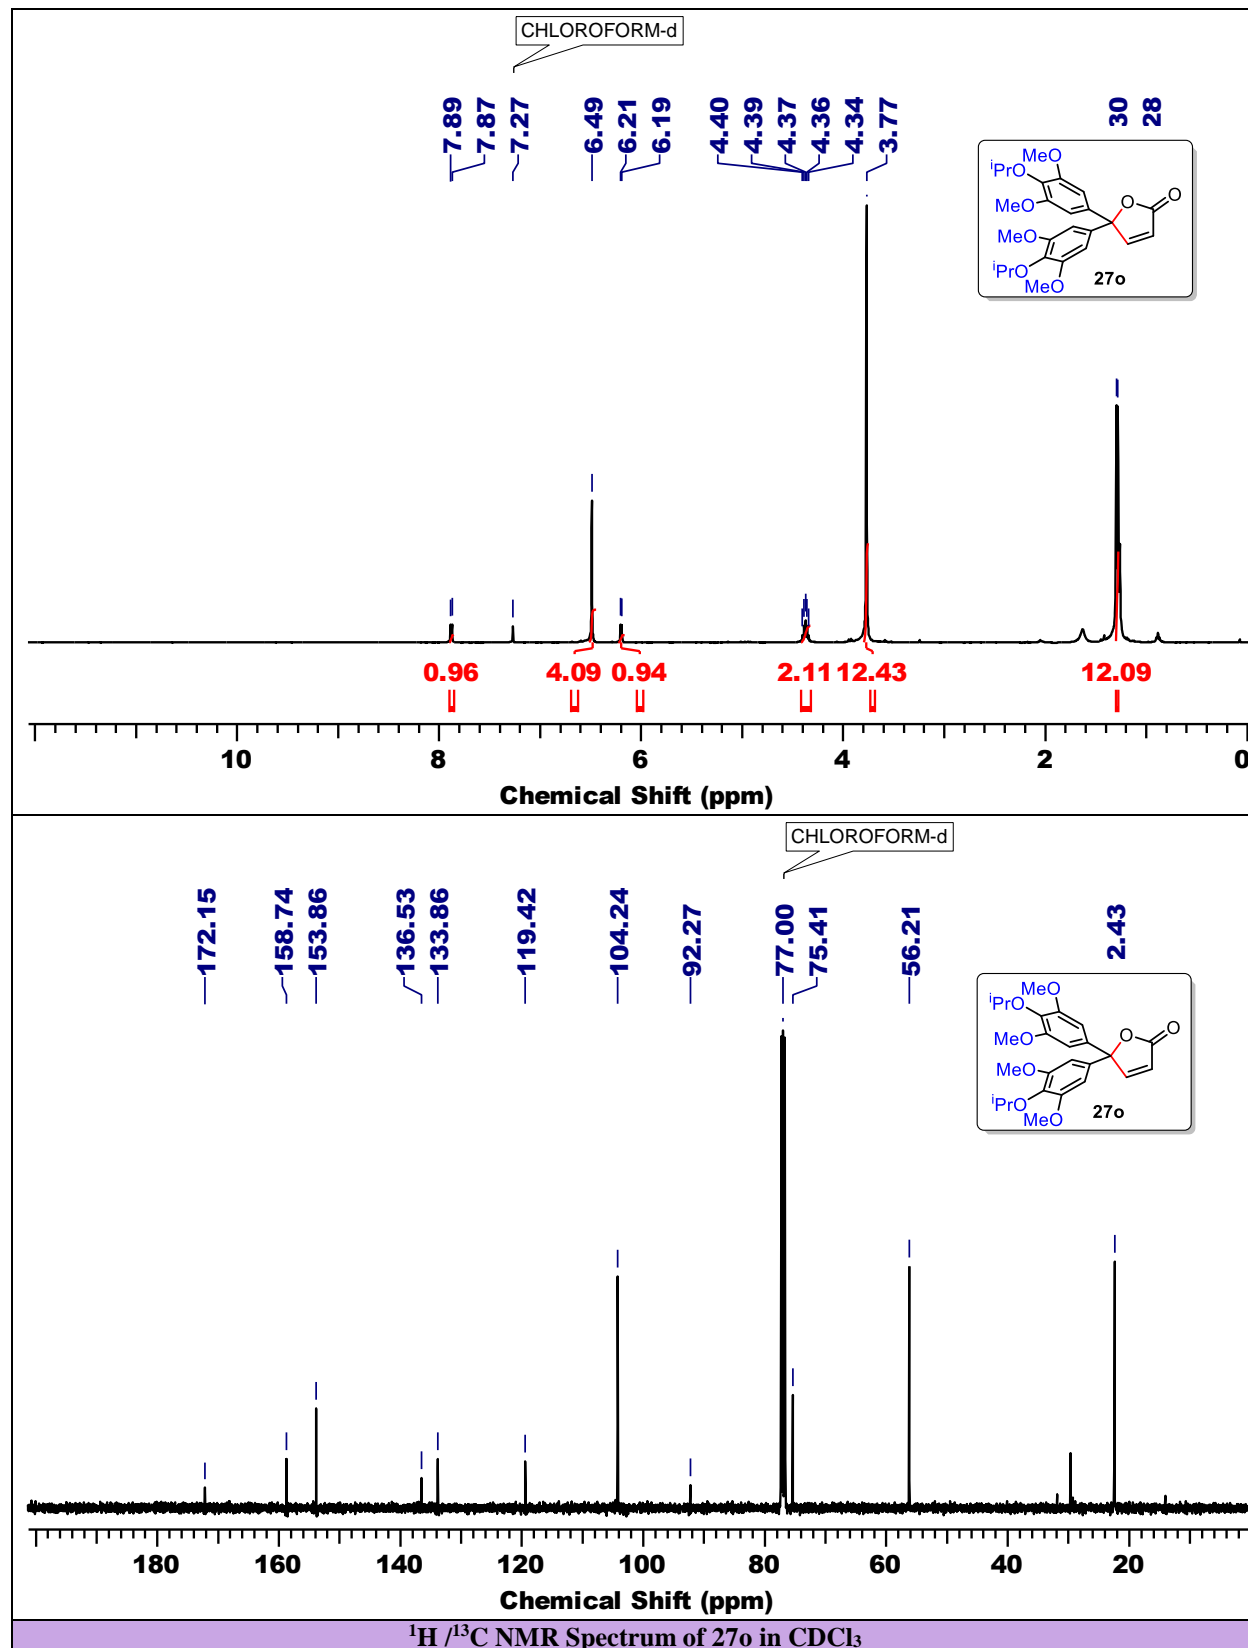 CHLOROFORM-d
7.89
7.87
7.27
6.49
6.21
6.19
4.40
4.39
4.37
4.36
4.34
3.77
30
28
MeO
iPrO
MeO
MeO
iPrO
MeO
O
O
27o
0.96
4.09
0.94
2.11
12.43
12.09
10 8 6 4 2 0
Chemical Shift (ppm)
CHLOROFORM-d
172.15
158.74
153.86
136.53
133.86
119.42
104.24
92.27
77.00
75.41
56.21
2.43
MeO
iPrO
MeO
MeO
iPrO
MeO
O
O
27o
180 160 140 120 100 80 60 40 20
Chemical Shift (ppm)
¹H /¹³C NMR Spectrum of 27o in CDCl₃